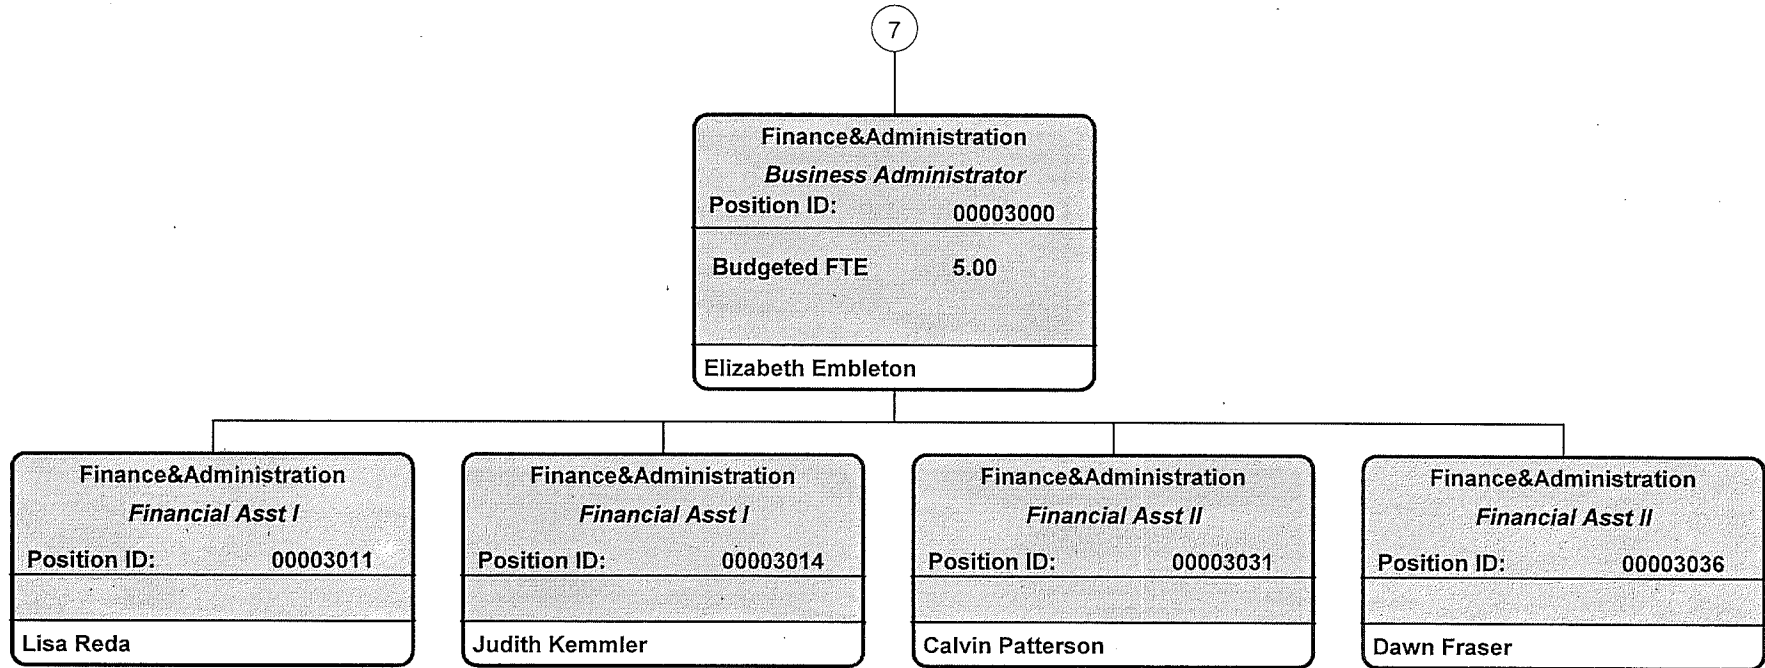 7
Finance&Administration
Business Administrator
Position ID: 00003000
Budgeted FTE 5.00
Elizabeth Embleton
Finance&Administration
Financial Asst I
Position ID: 00003011
Lisa Reda
Finance&Administration
Financial Asst I
Position ID: 00003014
Judith Kemmler
Finance&Administration
Financial Asst II
Position ID: 00003031
Calvin Patterson
Finance&Administration
Financial Asst II
Position ID: 00003036
Dawn Fraser